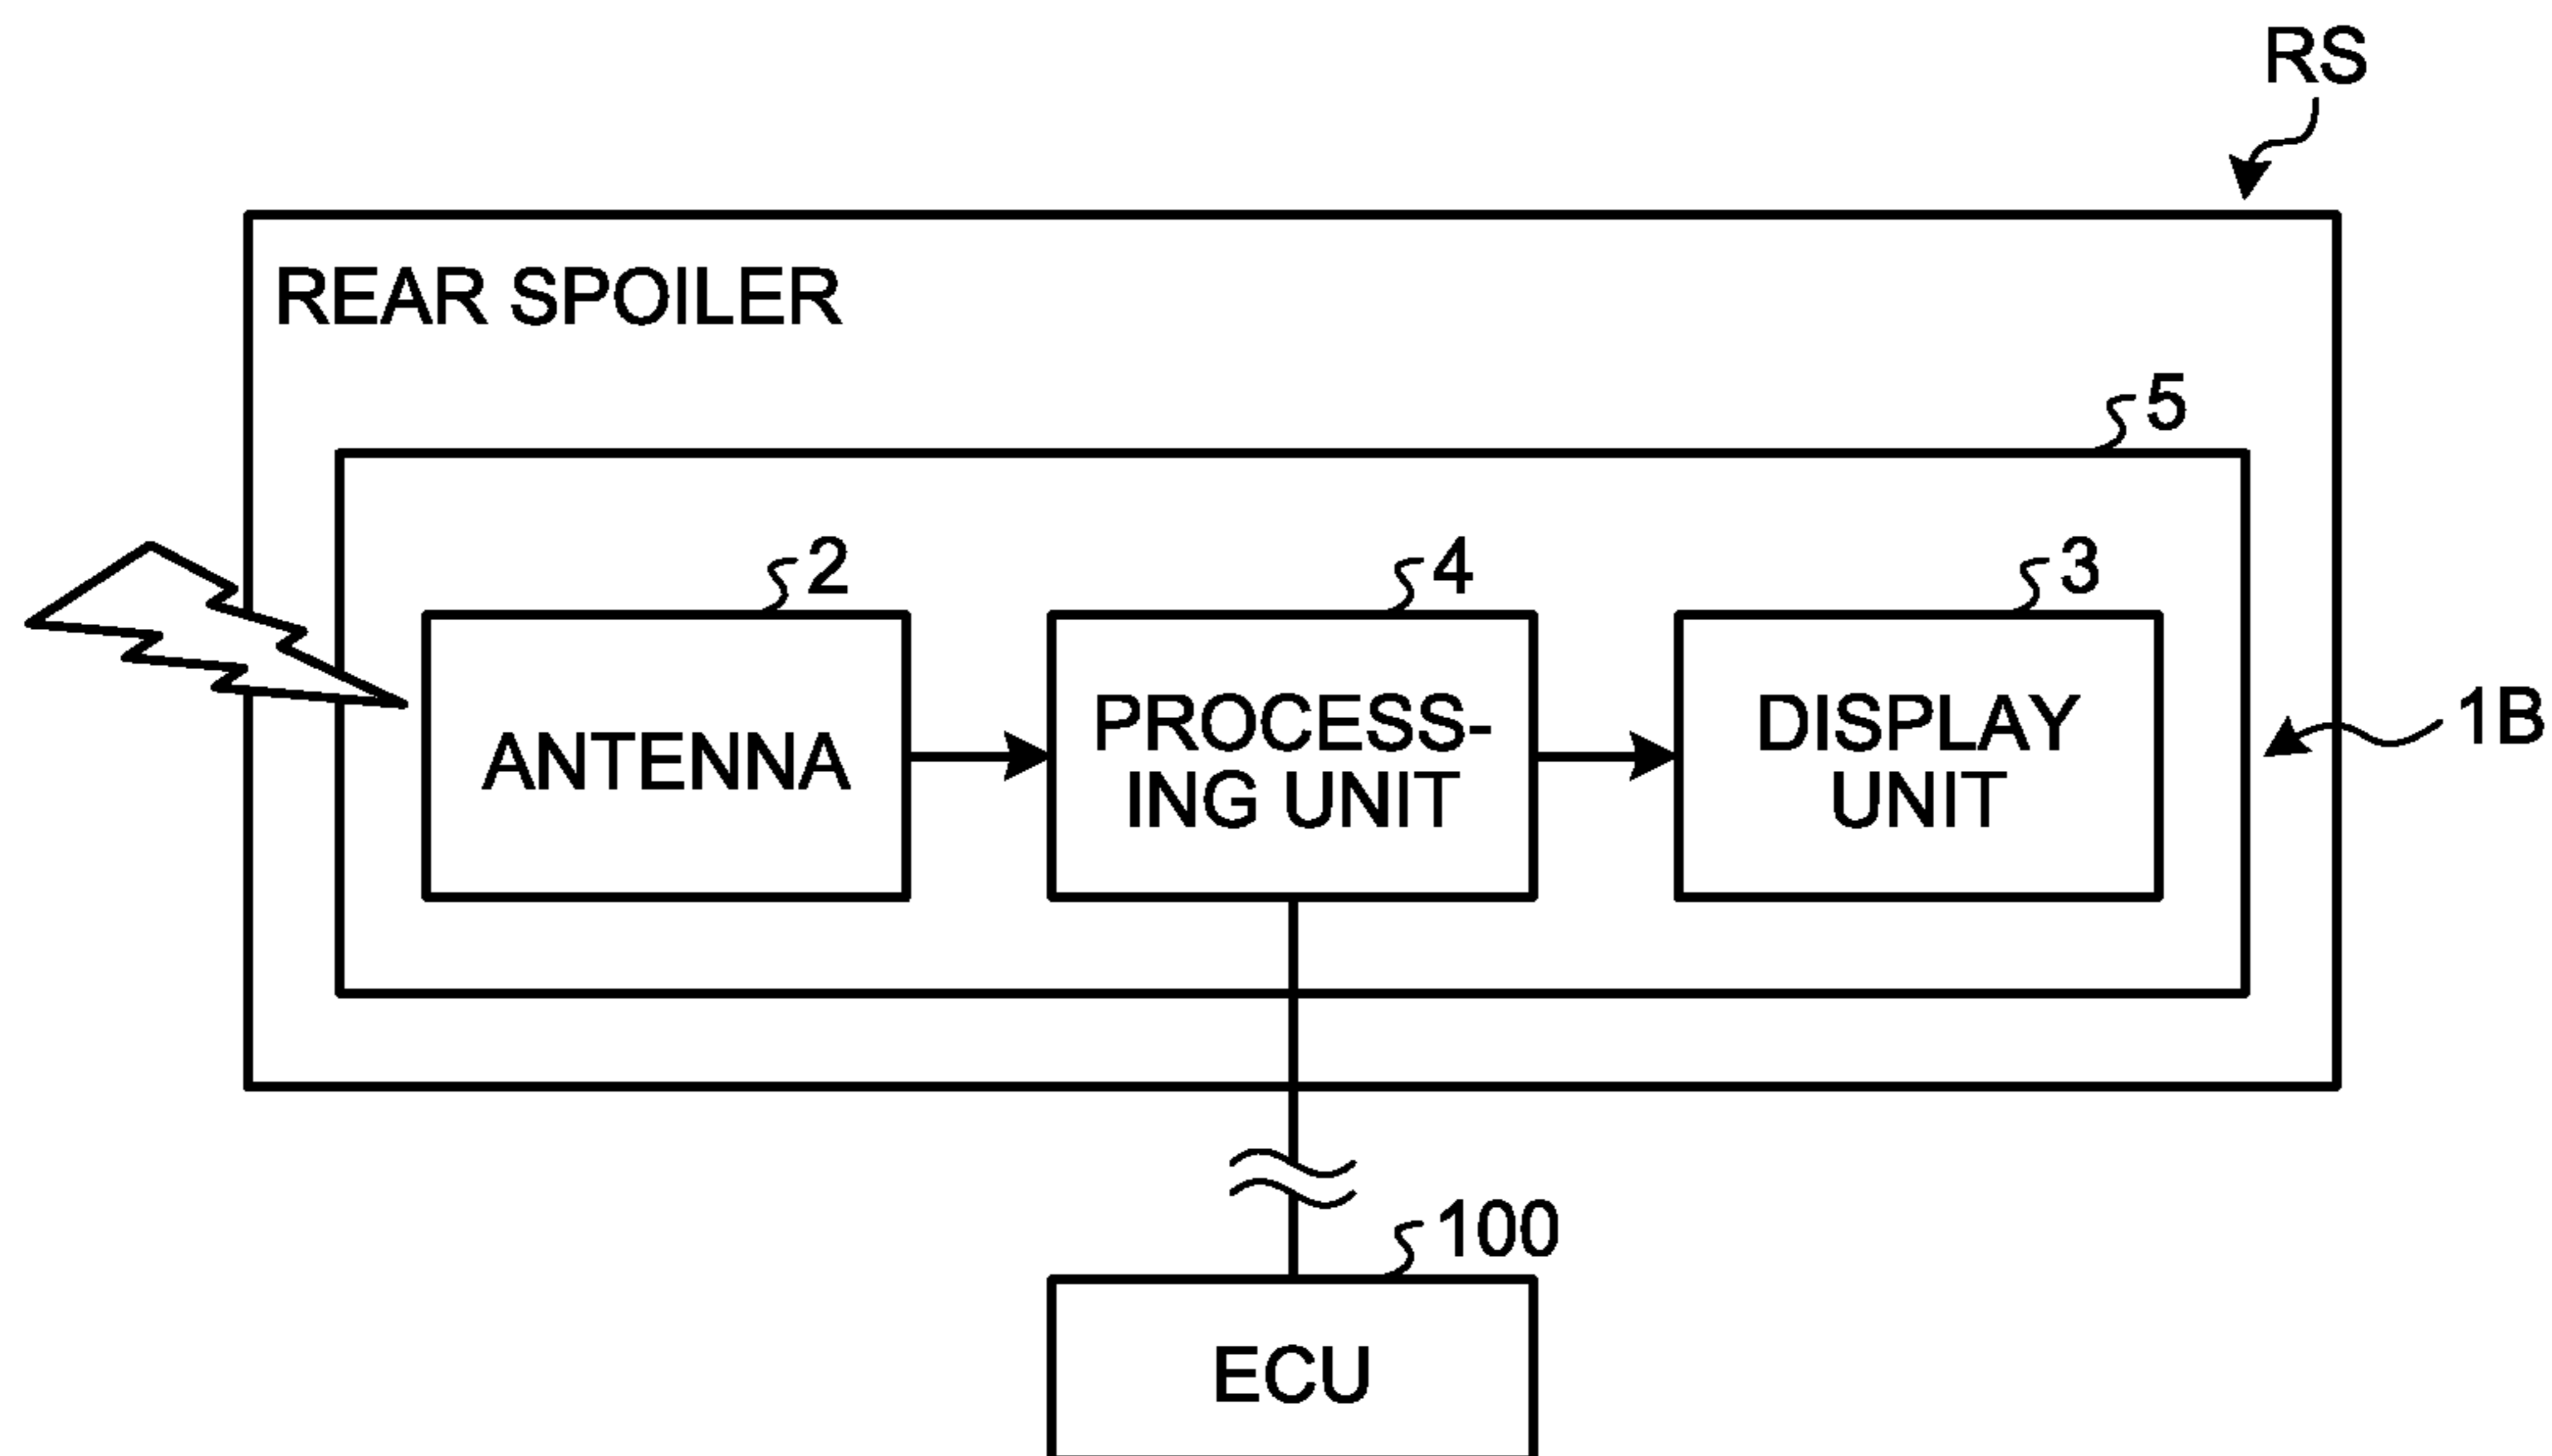 RS
REAR SPOILER
5
2
4
3
ANTENNA
PROCESS-
ING UNIT
DISPLAY
UNIT
1B
100
ECU